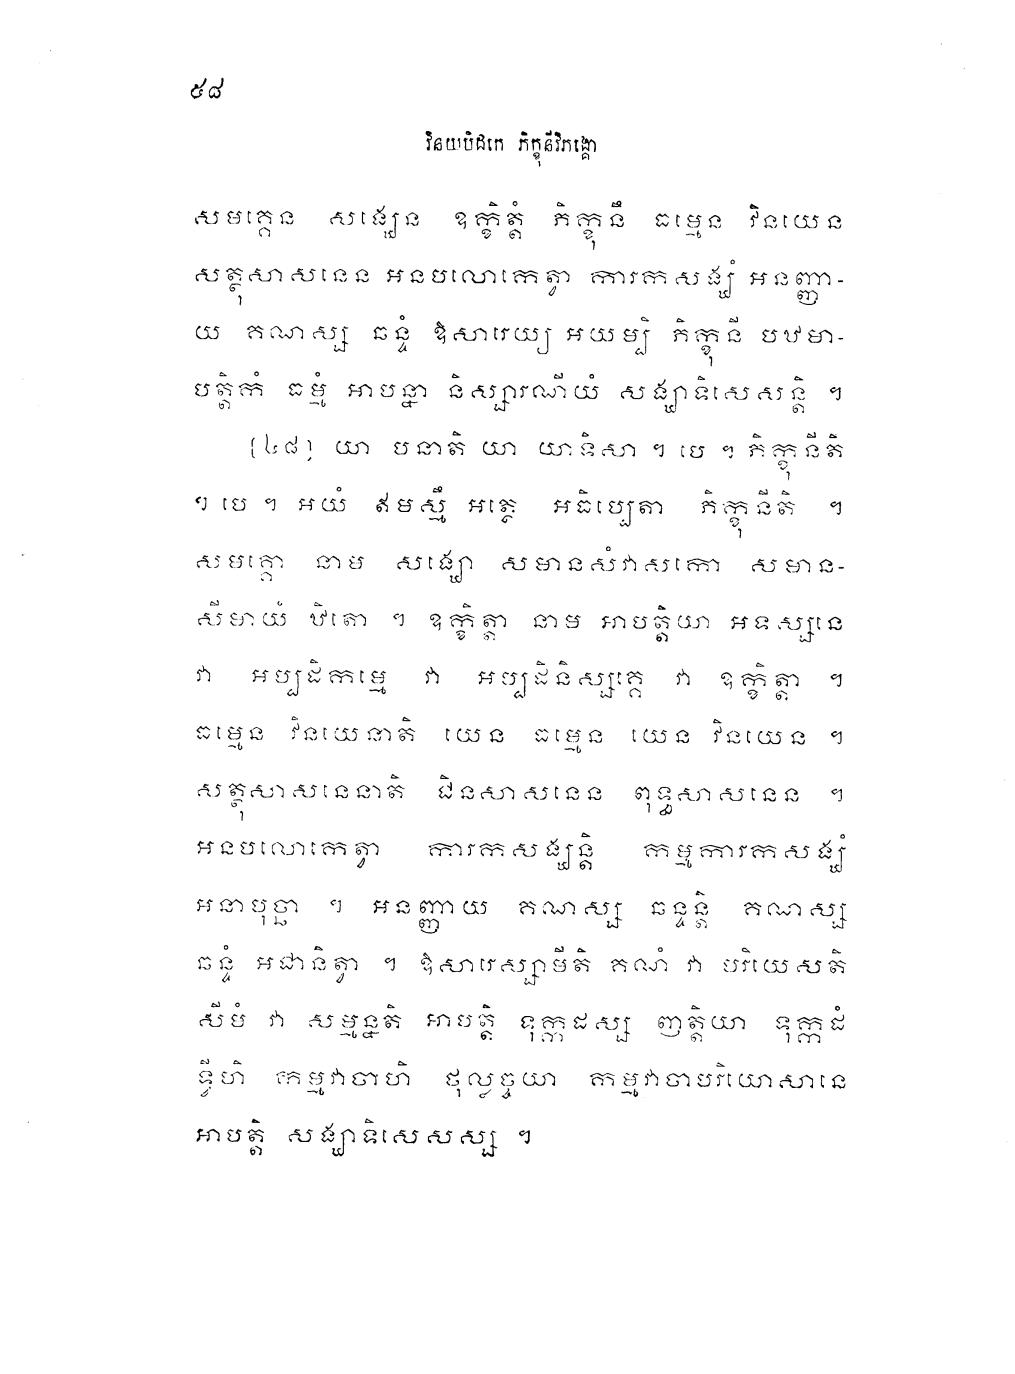 ៥៨
វិនយបិដកេ ភិក្ខុនីវិភង្គោ
សមគ្គេន សង្ឃេន ឧក្ខិត្តំ ភិក្ខុនឹ ធម្មេន វិនយេន
សត្ថុសាសនេន អនបលោកេត្វា ការកសង្ឃំ អនញ្ញា-
យ គណស្ស ឆន្ទំ ឱសារេយ្យ អយម្បិ ភិក្ខុនី បឋមា-
បត្តិកំ ធម្មំ អាបន្នា និស្សារណីយំ សង្ឃាទិសេសន្តិ ។
(៤៨) យា បនាតិ យា យាទិសា ។ បេ ។ ភិក្ខុនីតិ
។ បេ ។ អយំ ឥមស្មឹ អត្ថេ អធិប្បេតា ភិក្ខុនីតិ ។
សមគ្គោ នាម សង្ឃោ សមានសំវាសកោ សមាន-
សីមាយំ ឋិតោ ។ ឧក្ខិត្តា នាម អាបត្តិយា អទស្សនេ
វា អប្បដិកម្មេ វា អប្បដិនិស្សគ្គេ វា ឧក្ខិត្តា ។
ធម្មេន វិនយេនាតិ យេន ធម្មេន យេន វិនយេន ។
សត្ថុសាសនេនាតិ ជិនសាសនេន ពុទ្ធសាសនេន ។
អនបលោកេត្វា ការកសង្ឃន្តិ កម្មការកសង្ឃំ
អនាបុច្ឆា ។ អនញ្ញាយ គណស្ស ឆន្ទន្តិ គណស្ស
ឆន្ទំ អជានិត្វា ។ ឱសារេស្សាមីតិ គណំ វា បរិយេសតិ
សីមំ វា សម្មន្នតិ អាបត្តិ ទុក្កដស្ស ញត្តិយា ទុក្កដំ
ទ្វីហិ កម្មវាចាហិ ថុល្លច្ចយា កម្មវាចាបរិយោសានេ
អាបត្តិ សង្ឃាទិសេសស្ស ។